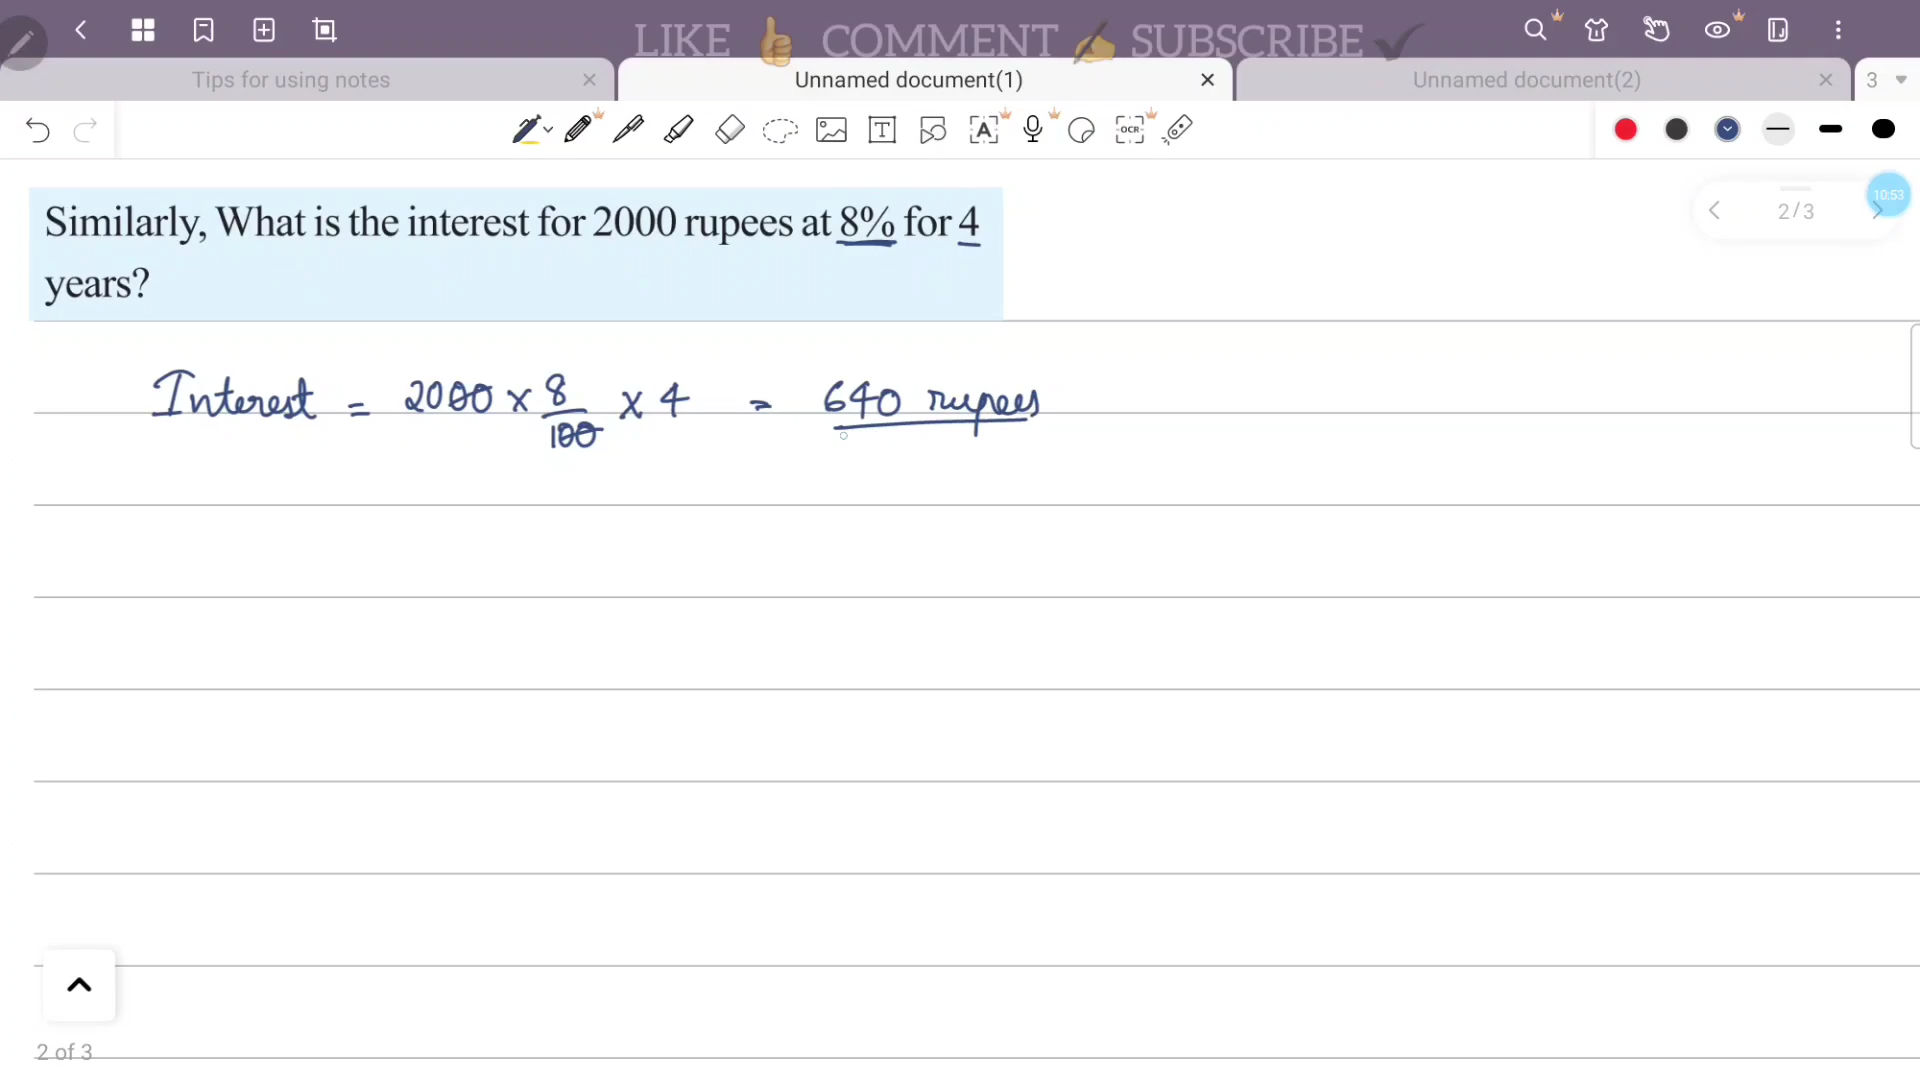 LIKE 👍 COMMENT ✍ SUBSCRIBE ✔
Tips for using notes
Unnamed document(1)
Unnamed document(2)
3
T
A
OCR
Similarly, What is the interest for 2000 rupees at 8% for 4
years?
2/3
10:53
Interest = 2000 × 8/100 × 4 = 640 rupees
2 of 3